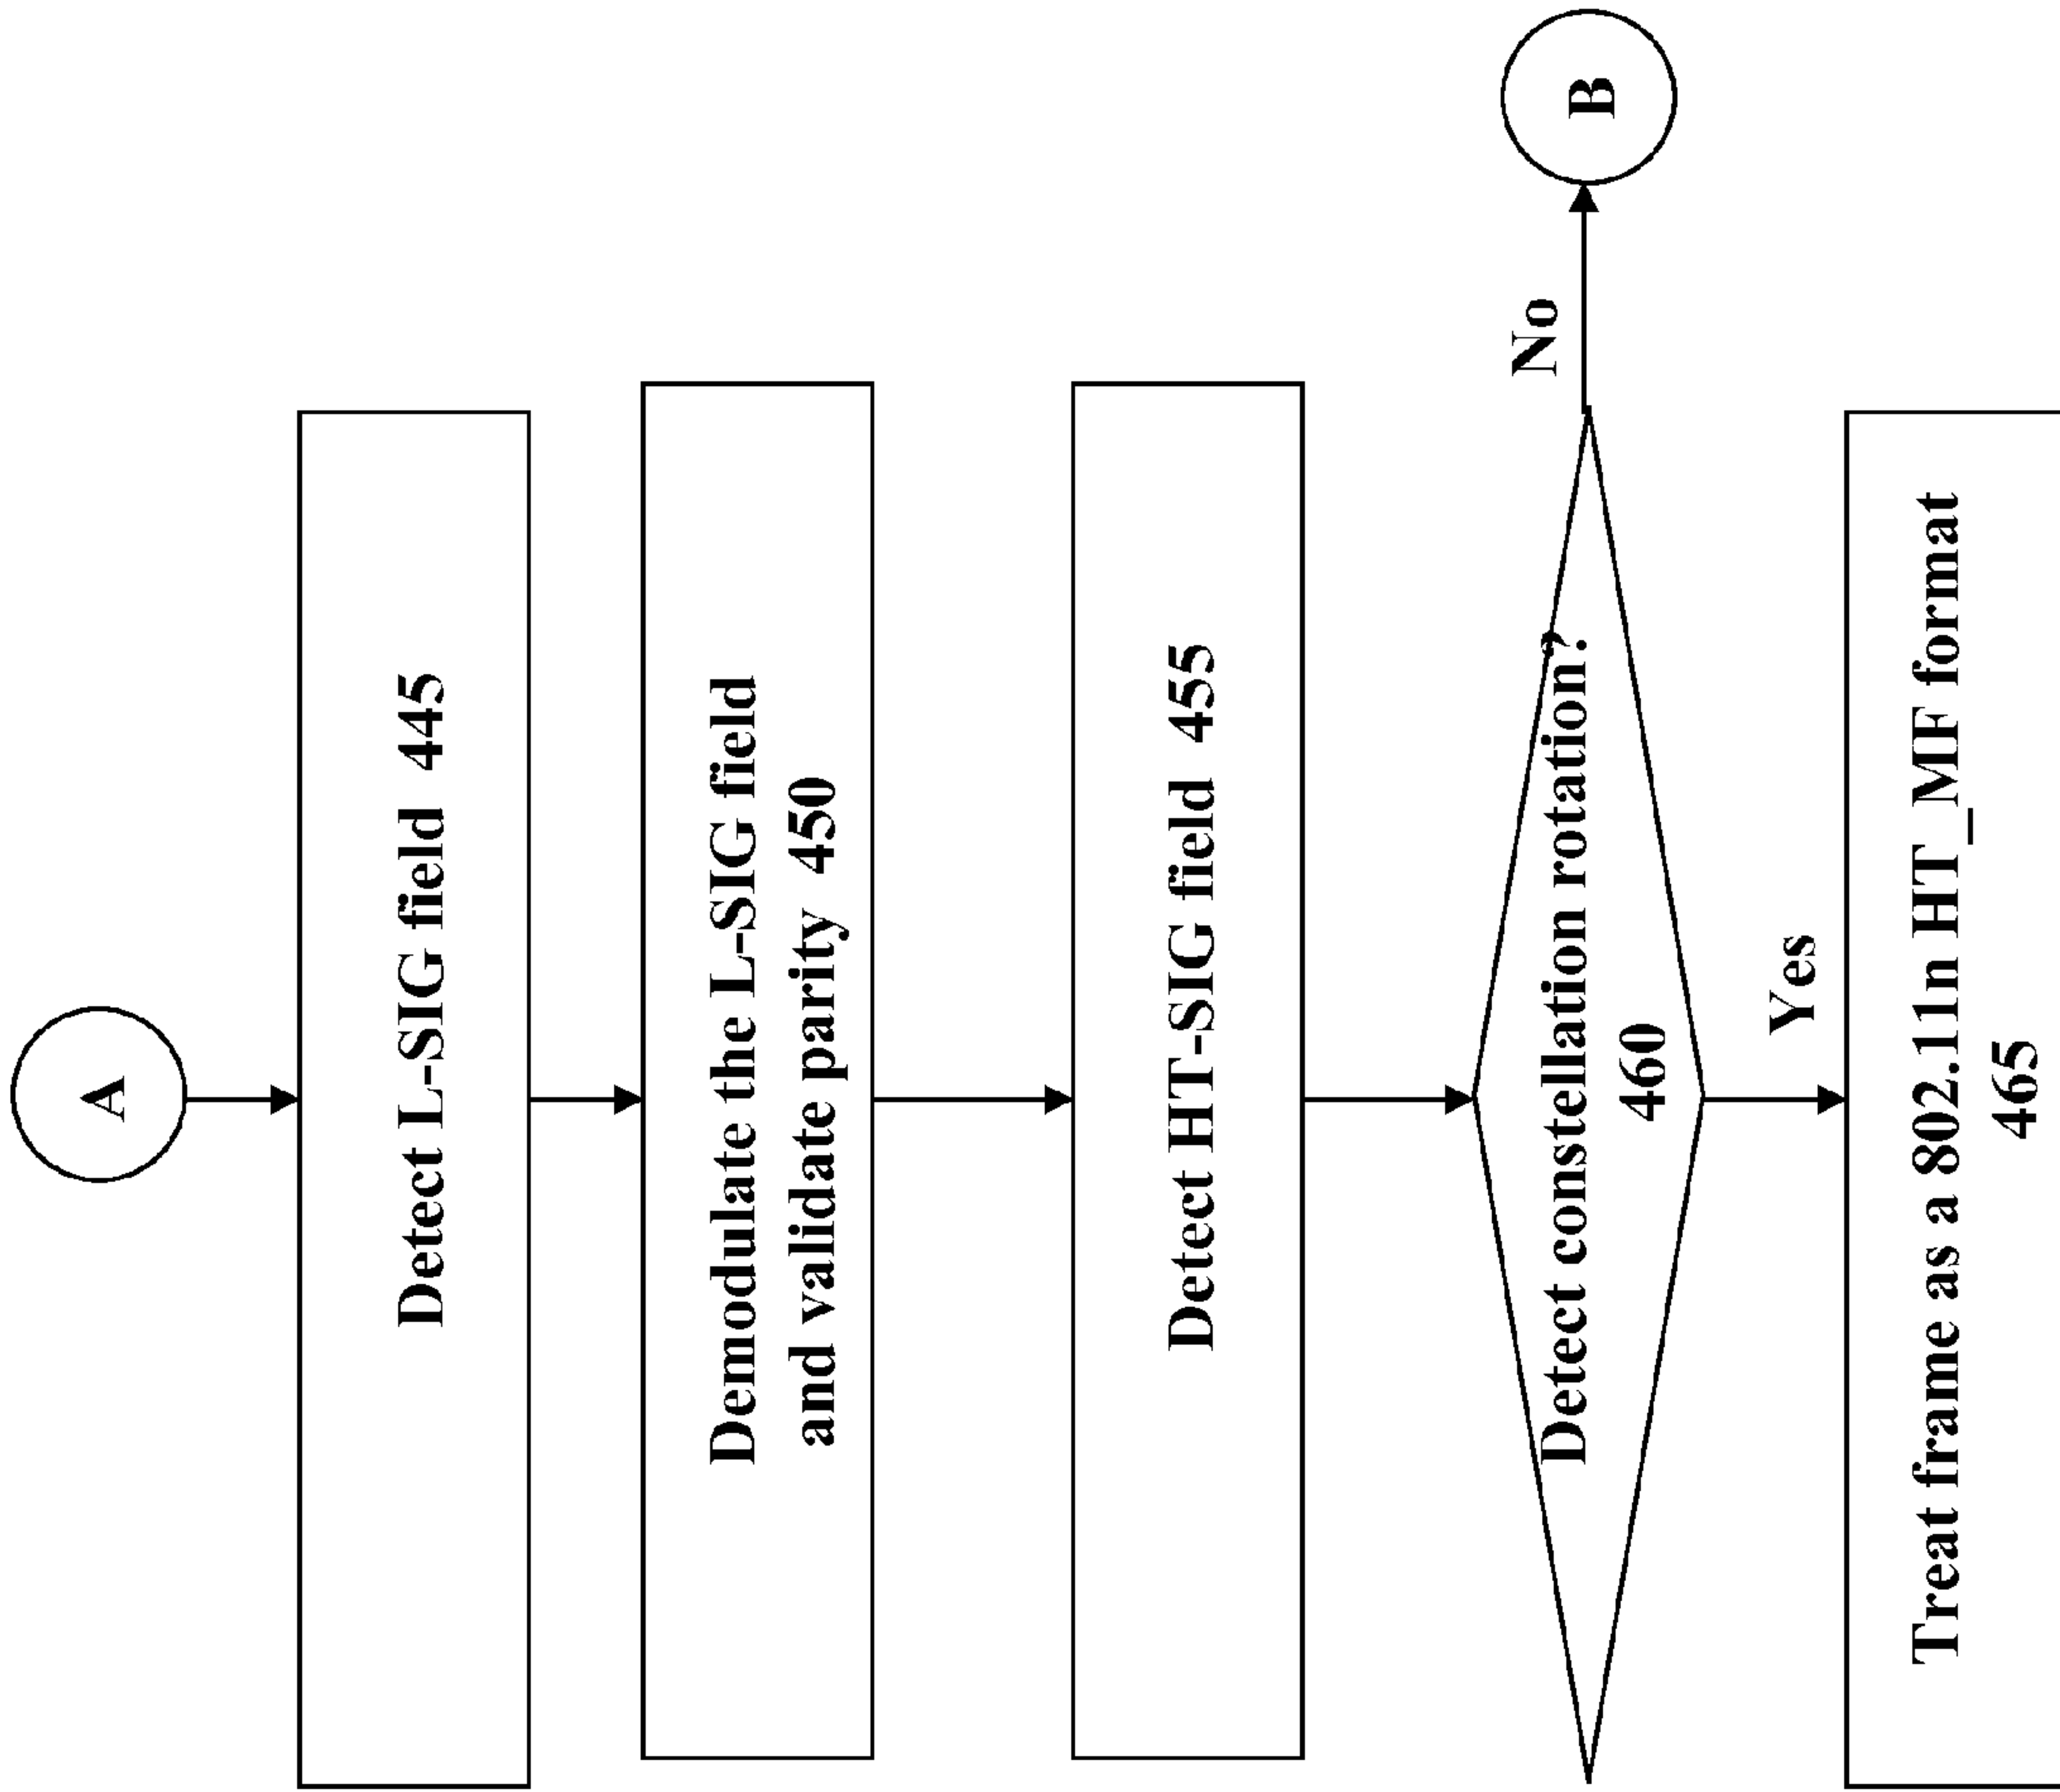 A
Detect L-SIG field 445
Demodulate the L-SIG field
and validate parity 450
Detect HT-SIG field 455
Detect constellation rotation?
460
No
B
Yes
Treat frame as a 802.11n HT_MF format
465